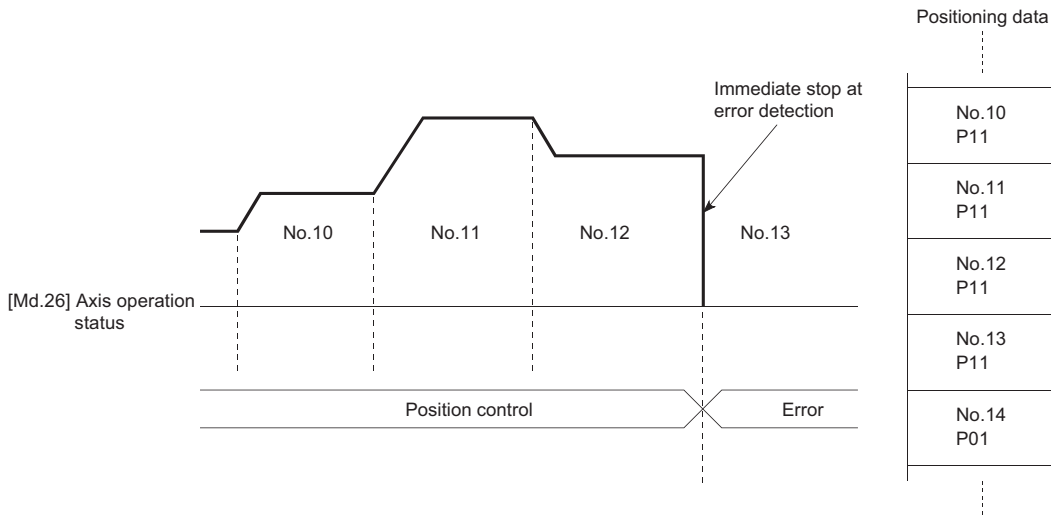 Positioning data
Immediate stop at
error detection
No.10
No.11
No.12
No.13
[Md.26] Axis operation
status
Position control
Error
No.10
P11
No.11
P11
No.12
P11
No.13
P11
No.14
P01